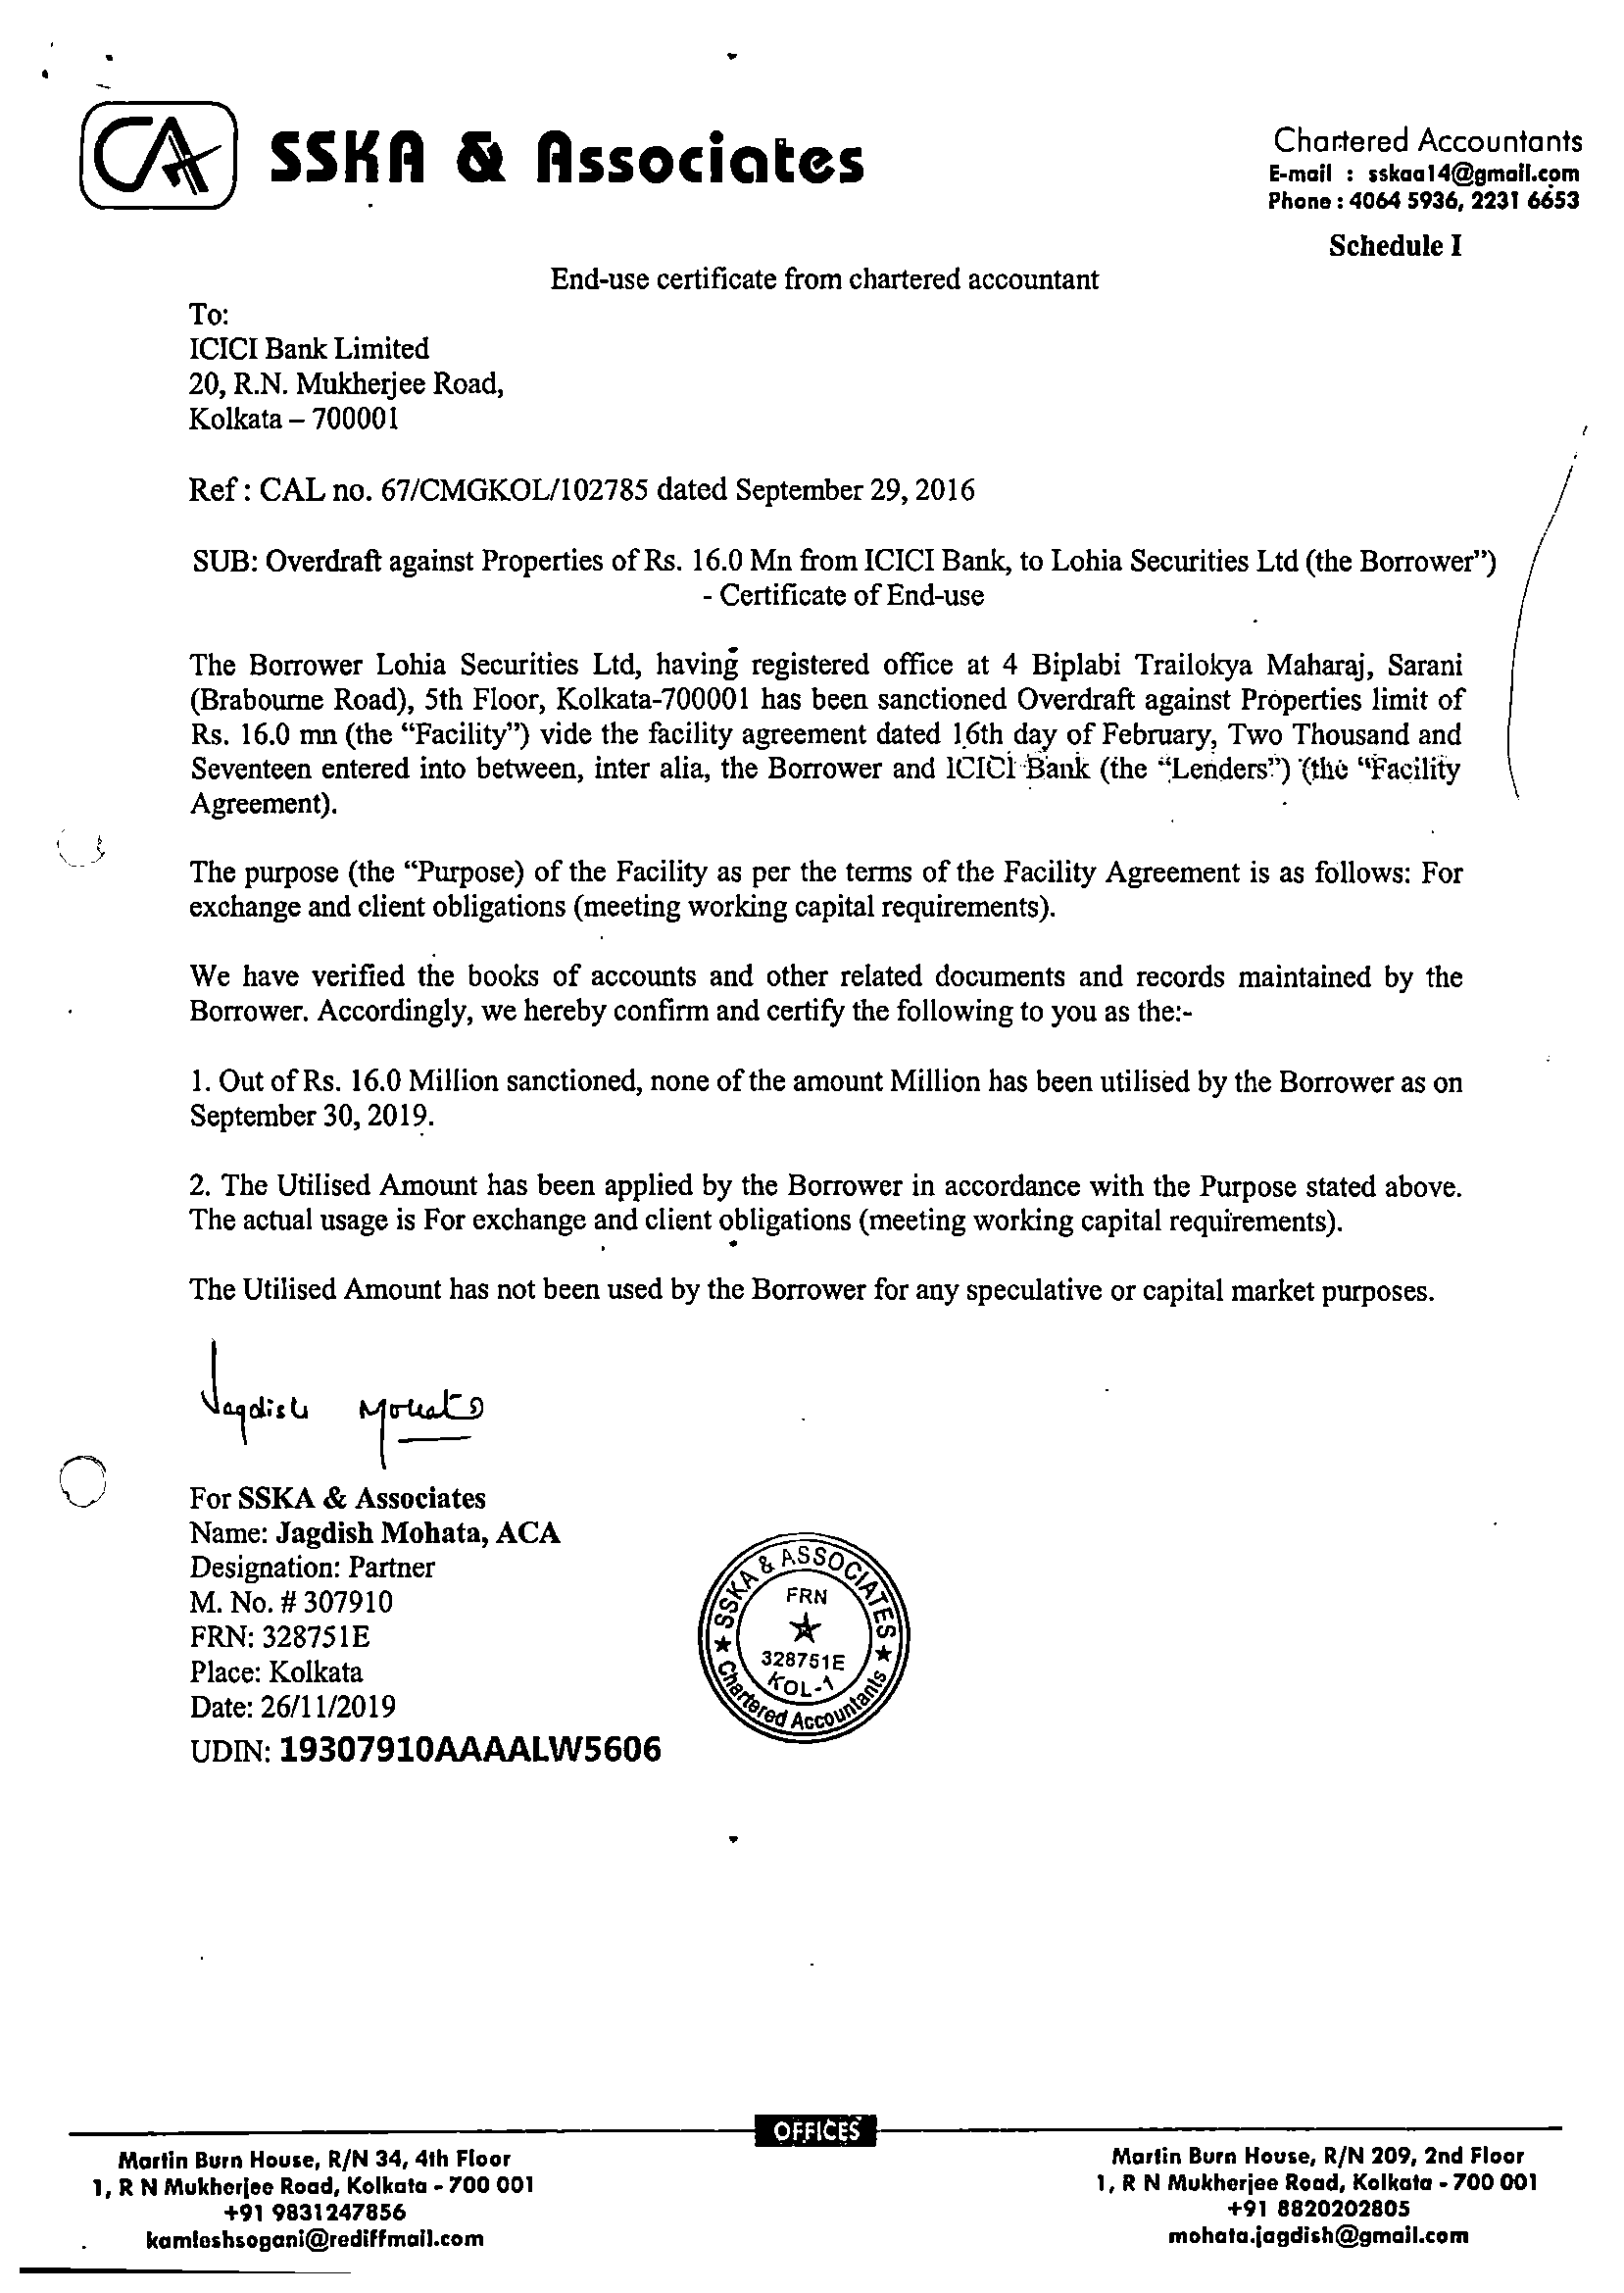 CA SSKA & Associates
Chartered Accountants
E-mail : sskaa14@gmail.com
Phone : 4064 5936, 2231 6653
Schedule I
End-use certificate from chartered accountant
To:
ICICI Bank Limited
20, R.N. Mukherjee Road,
Kolkata – 700001
Ref : CAL no. 67/CMGKOL/102785 dated September 29, 2016
SUB: Overdraft against Properties of Rs. 16.0 Mn from ICICI Bank, to Lohia Securities Ltd (the Borrower”)
- Certificate of End-use
The Borrower Lohia Securities Ltd, having registered office at 4 Biplabi Trailokya Maharaj, Sarani
(Brabourne Road), 5th Floor, Kolkata-700001 has been sanctioned Overdraft against Properties limit of
Rs. 16.0 mn (the “Facility”) vide the facility agreement dated 16th day of February, Two Thousand and
Seventeen entered into between, inter alia, the Borrower and ICICI Bank (the “Lenders”) (the “Facility
Agreement).
The purpose (the “Purpose) of the Facility as per the terms of the Facility Agreement is as follows: For
exchange and client obligations (meeting working capital requirements).
We have verified the books of accounts and other related documents and records maintained by the
Borrower. Accordingly, we hereby confirm and certify the following to you as the:-
1. Out of Rs. 16.0 Million sanctioned, none of the amount Million has been utilised by the Borrower as on
September 30, 2019.
2. The Utilised Amount has been applied by the Borrower in accordance with the Purpose stated above.
The actual usage is For exchange and client obligations (meeting working capital requirements).
The Utilised Amount has not been used by the Borrower for any speculative or capital market purposes.
Jagdish Mohata
For SSKA & Associates
Name: Jagdish Mohata, ACA
Designation: Partner
M. No. # 307910
FRN: 328751E
Place: Kolkata
Date: 26/11/2019
UDIN: 19307910AAAALW5606
★ SSKA & ASSOCIATES ★
FRN
328751E
KOL-1
Chartered Accountants
OFFICES
Martin Burn House, R/N 34, 4th Floor
1, R N Mukherjee Road, Kolkata - 700 001
+91 9831247856
kamleshsogani@rediffmail.com
Martin Burn House, R/N 209, 2nd Floor
1, R N Mukherjee Road, Kolkata - 700 001
+91 8820202805
mohata.jagdish@gmail.com